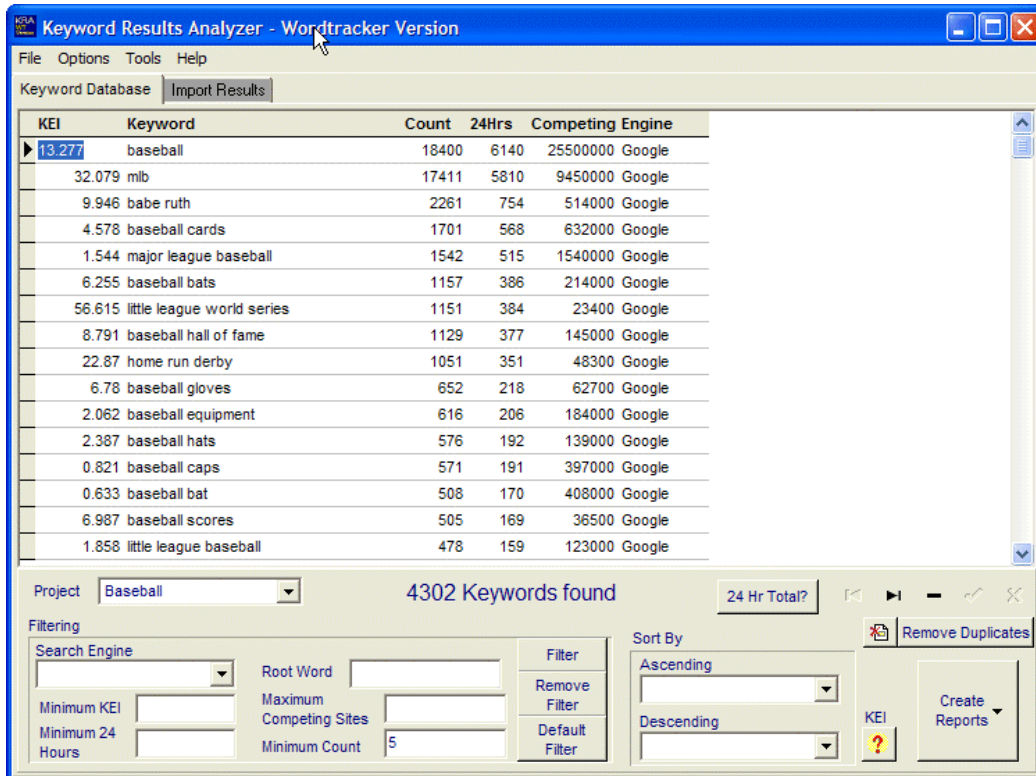 KRA WT Version Keyword Results Analyzer - Wordtracker Version
File Options Tools Help
Keyword Database Import Results
KEI Keyword Count 24Hrs Competing Engine
13.277 baseball 18400 6140 25500000 Google
32.079 mlb 17411 5810 9450000 Google
9.946 babe ruth 2261 754 514000 Google
4.578 baseball cards 1701 568 632000 Google
1.544 major league baseball 1542 515 1540000 Google
6.255 baseball bats 1157 386 214000 Google
56.615 little league world series 1151 384 23400 Google
8.791 baseball hall of fame 1129 377 145000 Google
22.87 home run derby 1051 351 48300 Google
6.78 baseball gloves 652 218 62700 Google
2.062 baseball equipment 616 206 184000 Google
2.387 baseball hats 576 192 139000 Google
0.821 baseball caps 571 191 397000 Google
0.633 baseball bat 508 170 408000 Google
6.987 baseball scores 505 169 36500 Google
1.858 little league baseball 478 159 123000 Google
Project Baseball 4302 Keywords found 24 Hr Total?
Remove Duplicates
Filtering
Search Engine
Root Word
Minimum KEI
Maximum Competing Sites
Minimum 24 Hours
Minimum Count 5
Filter
Remove Filter
Default Filter
Sort By
Ascending
Descending
KEI
?
Create Reports